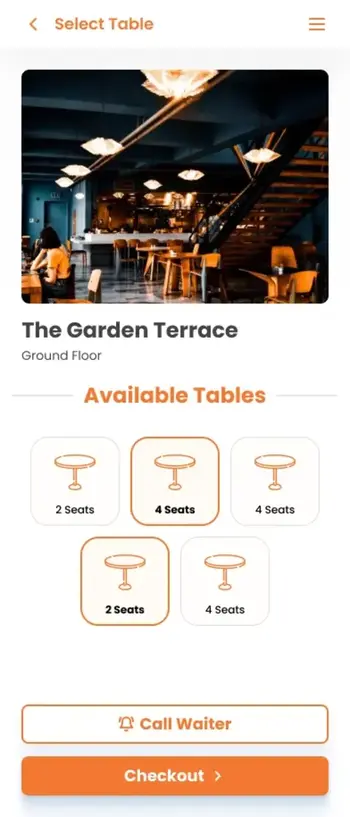 Select Table
The Garden Terrace
Ground Floor
Available Tables
2 Seats
4 Seats
4 Seats
2 Seats
4 Seats
Call Waiter
Checkout